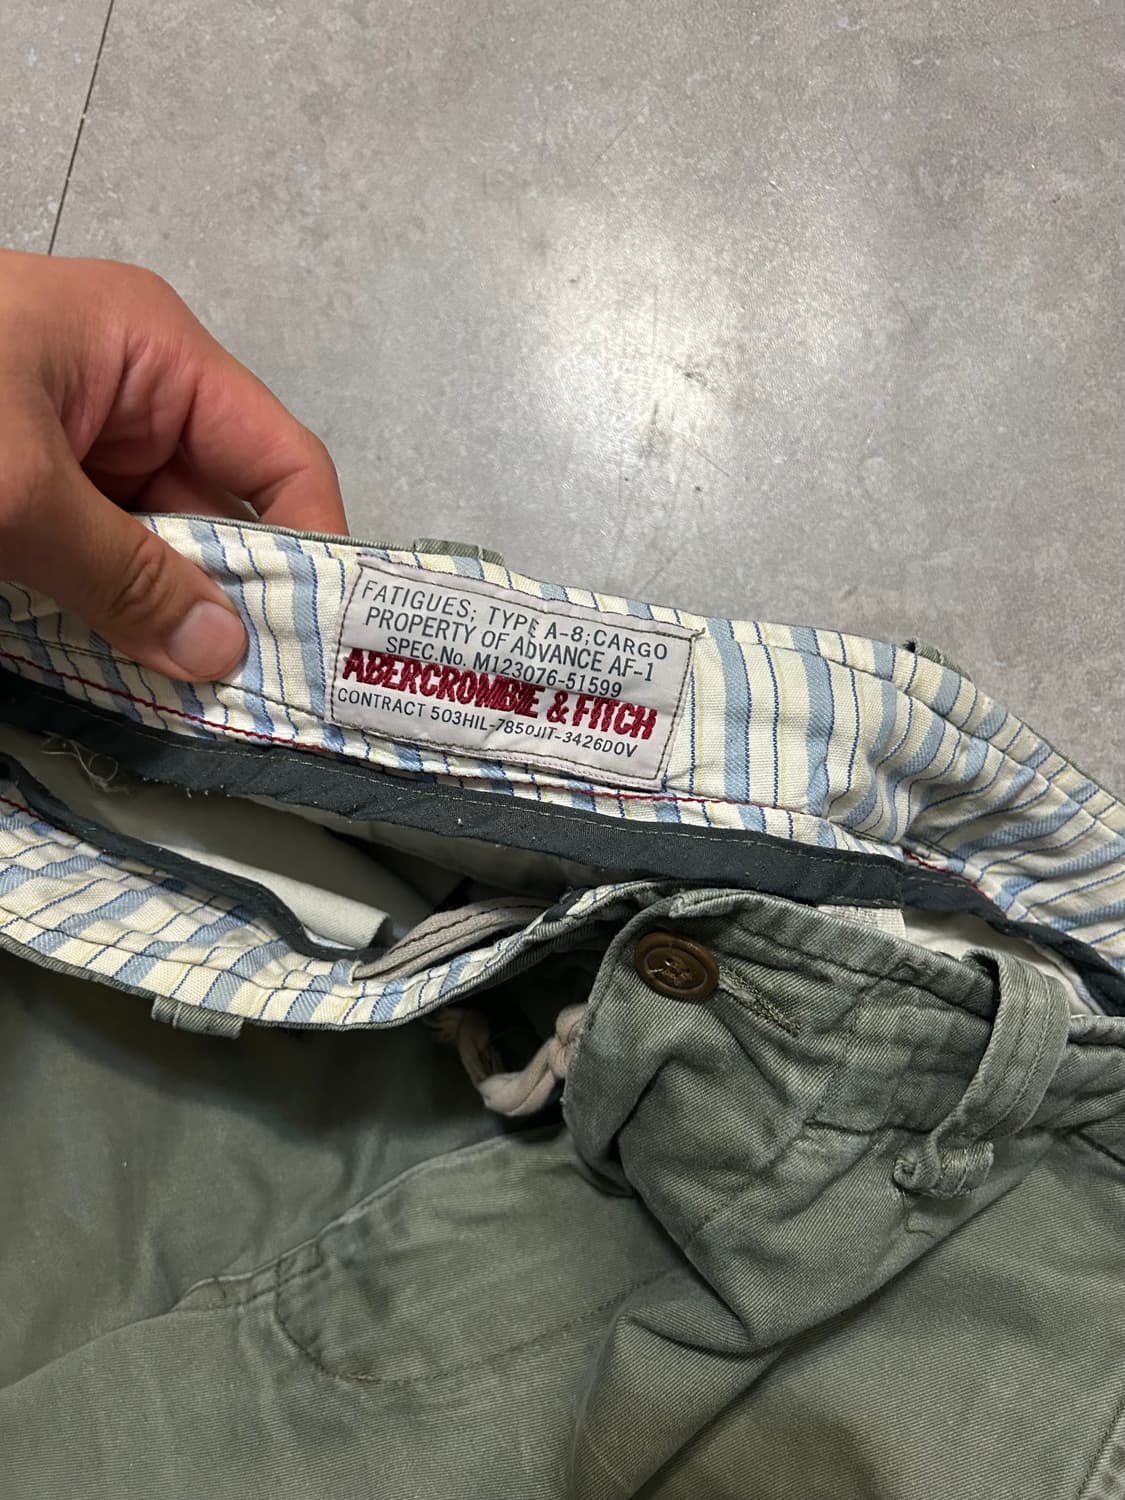 FATIGUES; TYPE A-8; CARGO
PROPERTY OF ADVANCE AF-1
SPEC.No. M123076-51599
ABERCROMBIE & FITCH
CONTRACT 503HIL-7850JIT-3426DOV